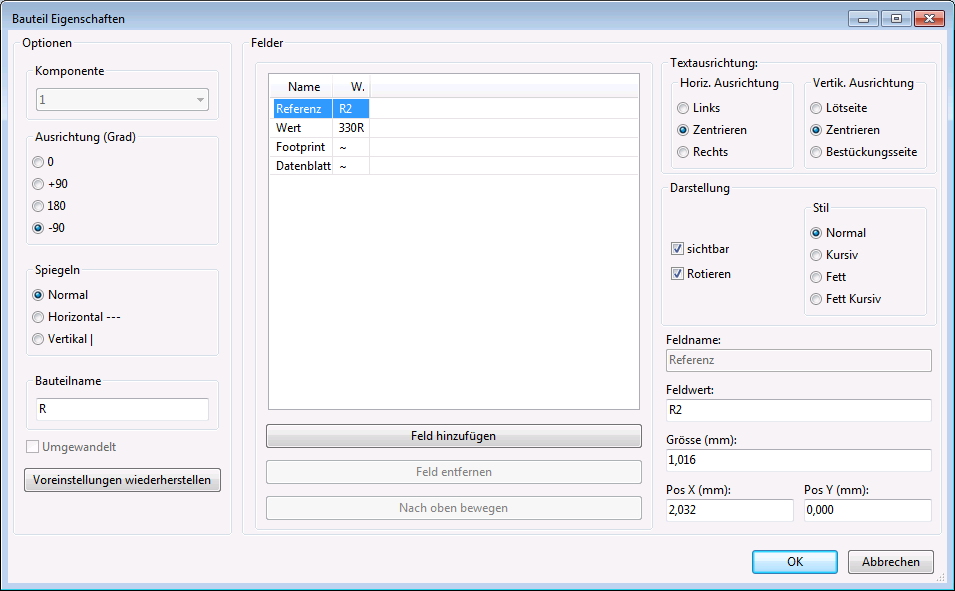 Bauteil Eigenschaften
Optionen
Komponente
1
Ausrichtung (Grad)
0
+90
180
-90
Spiegeln
Normal
Horizontal ---
Vertikal |
Bauteilname
R
Umgewandelt
Voreinstellungen wiederherstellen
Felder
Name W.
Referenz R2
Wert 330R
Footprint ~
Datenblatt ~
Feld hinzufügen
Feld entfernen
Nach oben bewegen
Textausrichtung:
Horiz. Ausrichtung
Links
Zentrieren
Rechts
Vertik. Ausrichtung
Lötseite
Zentrieren
Bestückungsseite
Darstellung
sichtbar
Rotieren
Stil
Normal
Kursiv
Fett
Fett Kursiv
Feldname:
Referenz
Feldwert:
R2
Grösse (mm):
1,016
Pos X (mm): Pos Y (mm):
2,032 0,000
OK Abbrechen